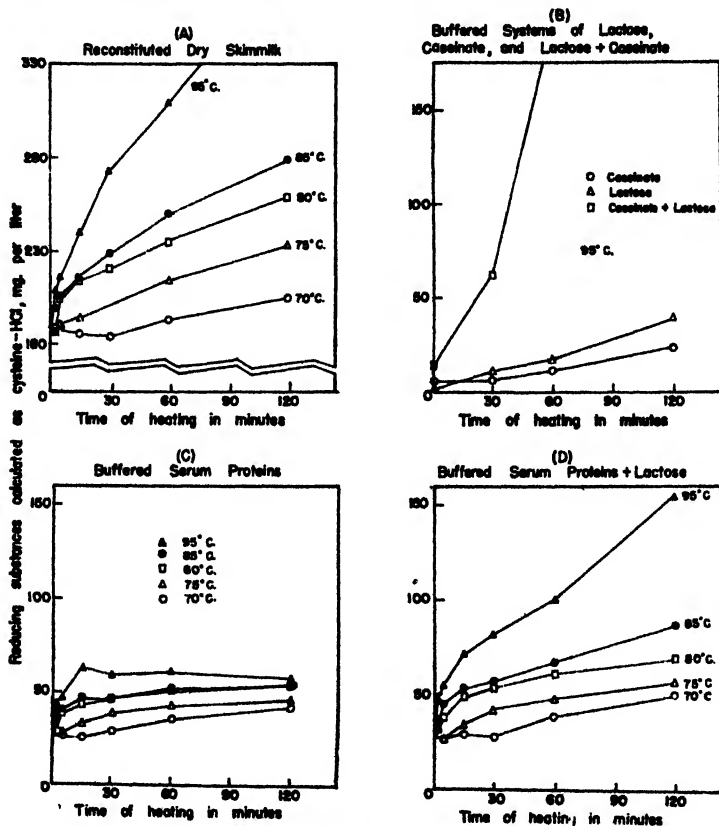 Reducing substances calculated as cysteine-HCl, mg. per liter
(A)
Reconstituted Dry Skimmilk
330
280
230
180
0
95°C.
85°C.
80°C.
75°C.
70°C.
30
60
90
120
Time of heating in minutes
(B)
Buffered Systems of Lactose,
Caseinate, and Lactose + Caseinate
150
100
50
0
Caseinate
Lactose
Caseinate + Lactose
95°C.
30
60
90
120
Time of heating in minutes
(C)
Buffered Serum Proteins
150
100
50
0
95°C.
85°C.
80°C.
75°C.
70°C.
30
60
90
120
Time of heating in minutes
(D)
Buffered Serum Proteins + Lactose
150
100
50
0
95°C
85°C
80°C.
75°C
70°C.
30
60
90
120
Time of heating in minutes